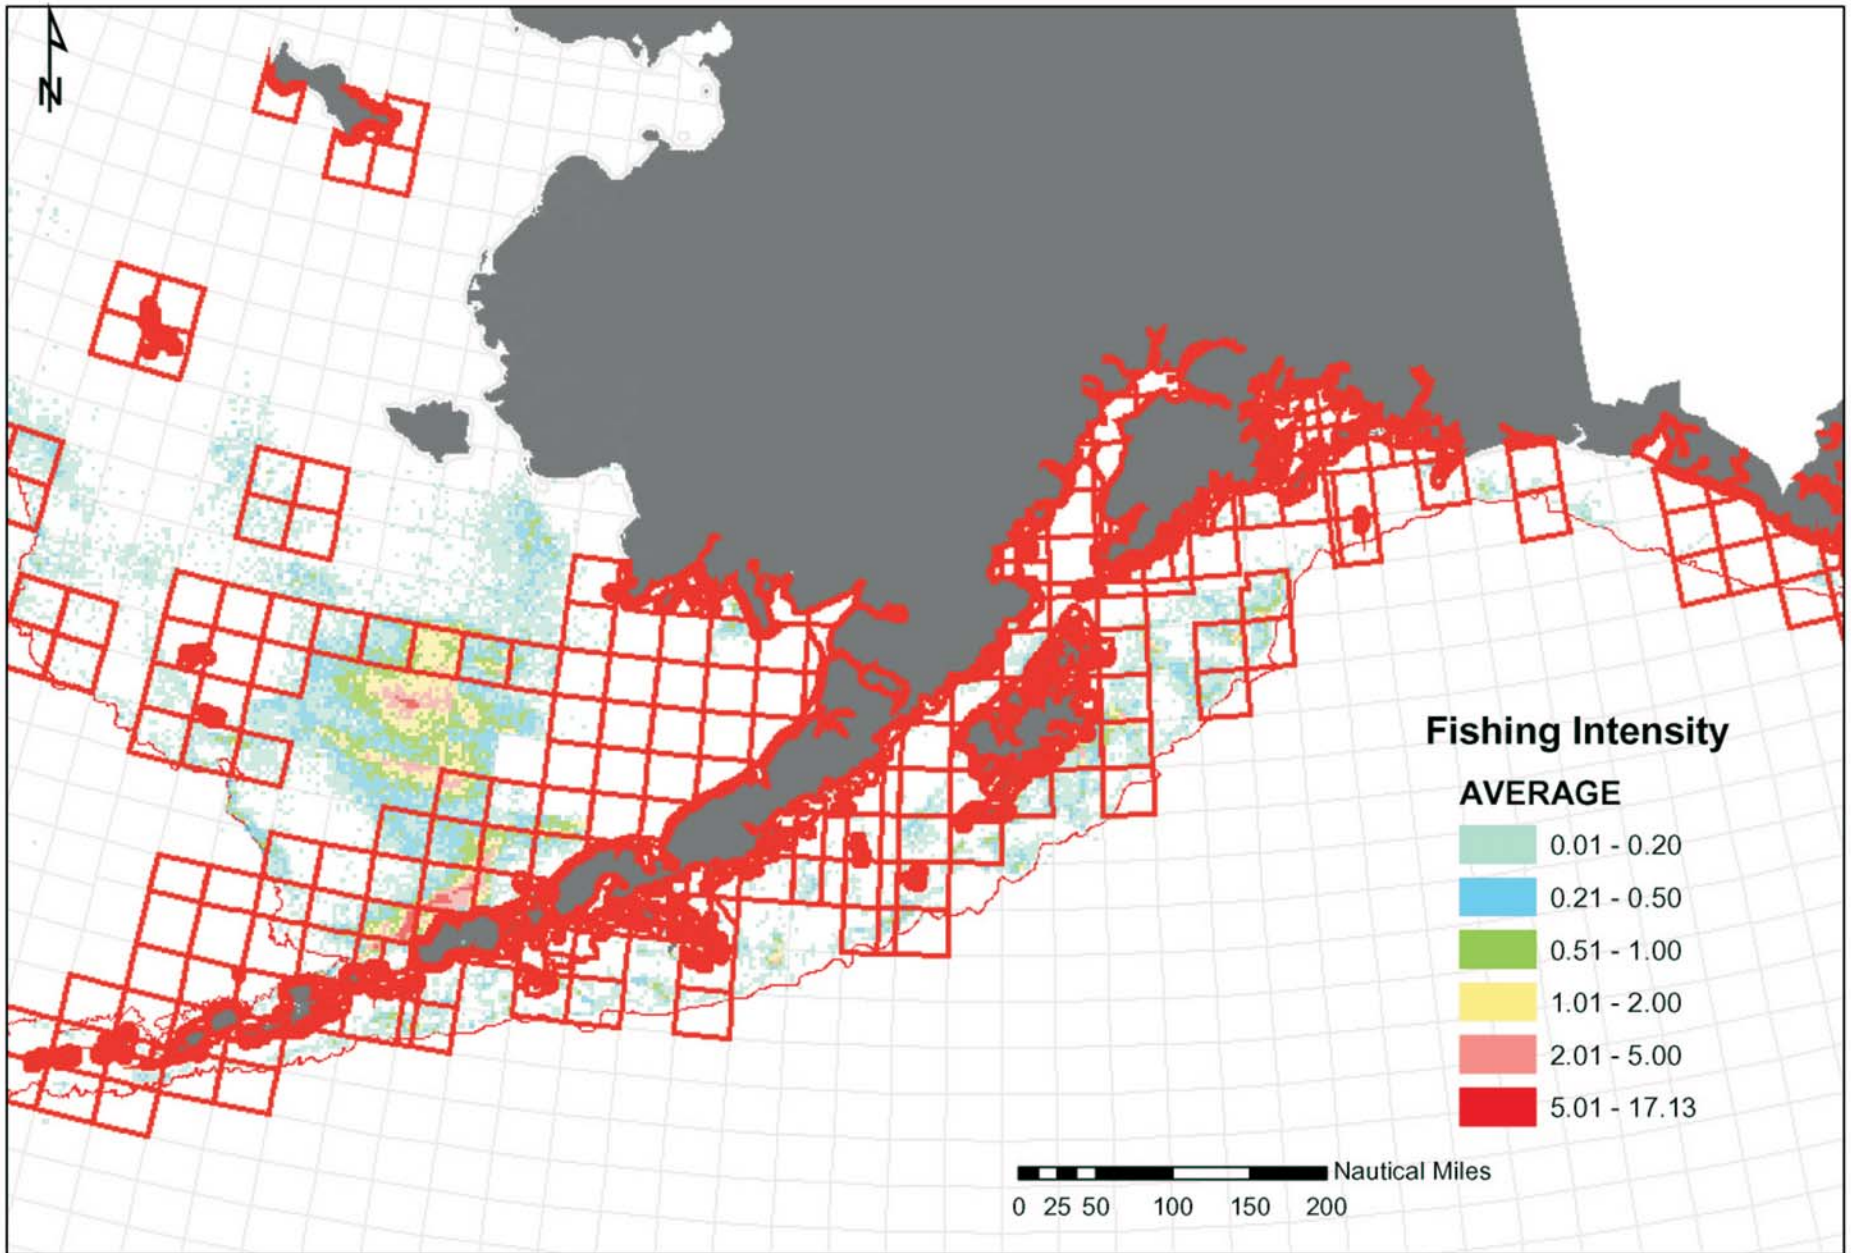 N
Fishing Intensity
AVERAGE
0.01 - 0.20
0.21 - 0.50
0.51 - 1.00
1.01 - 2.00
2.01 - 5.00
5.01 - 17.13
Nautical Miles
0 25 50 100 150 200